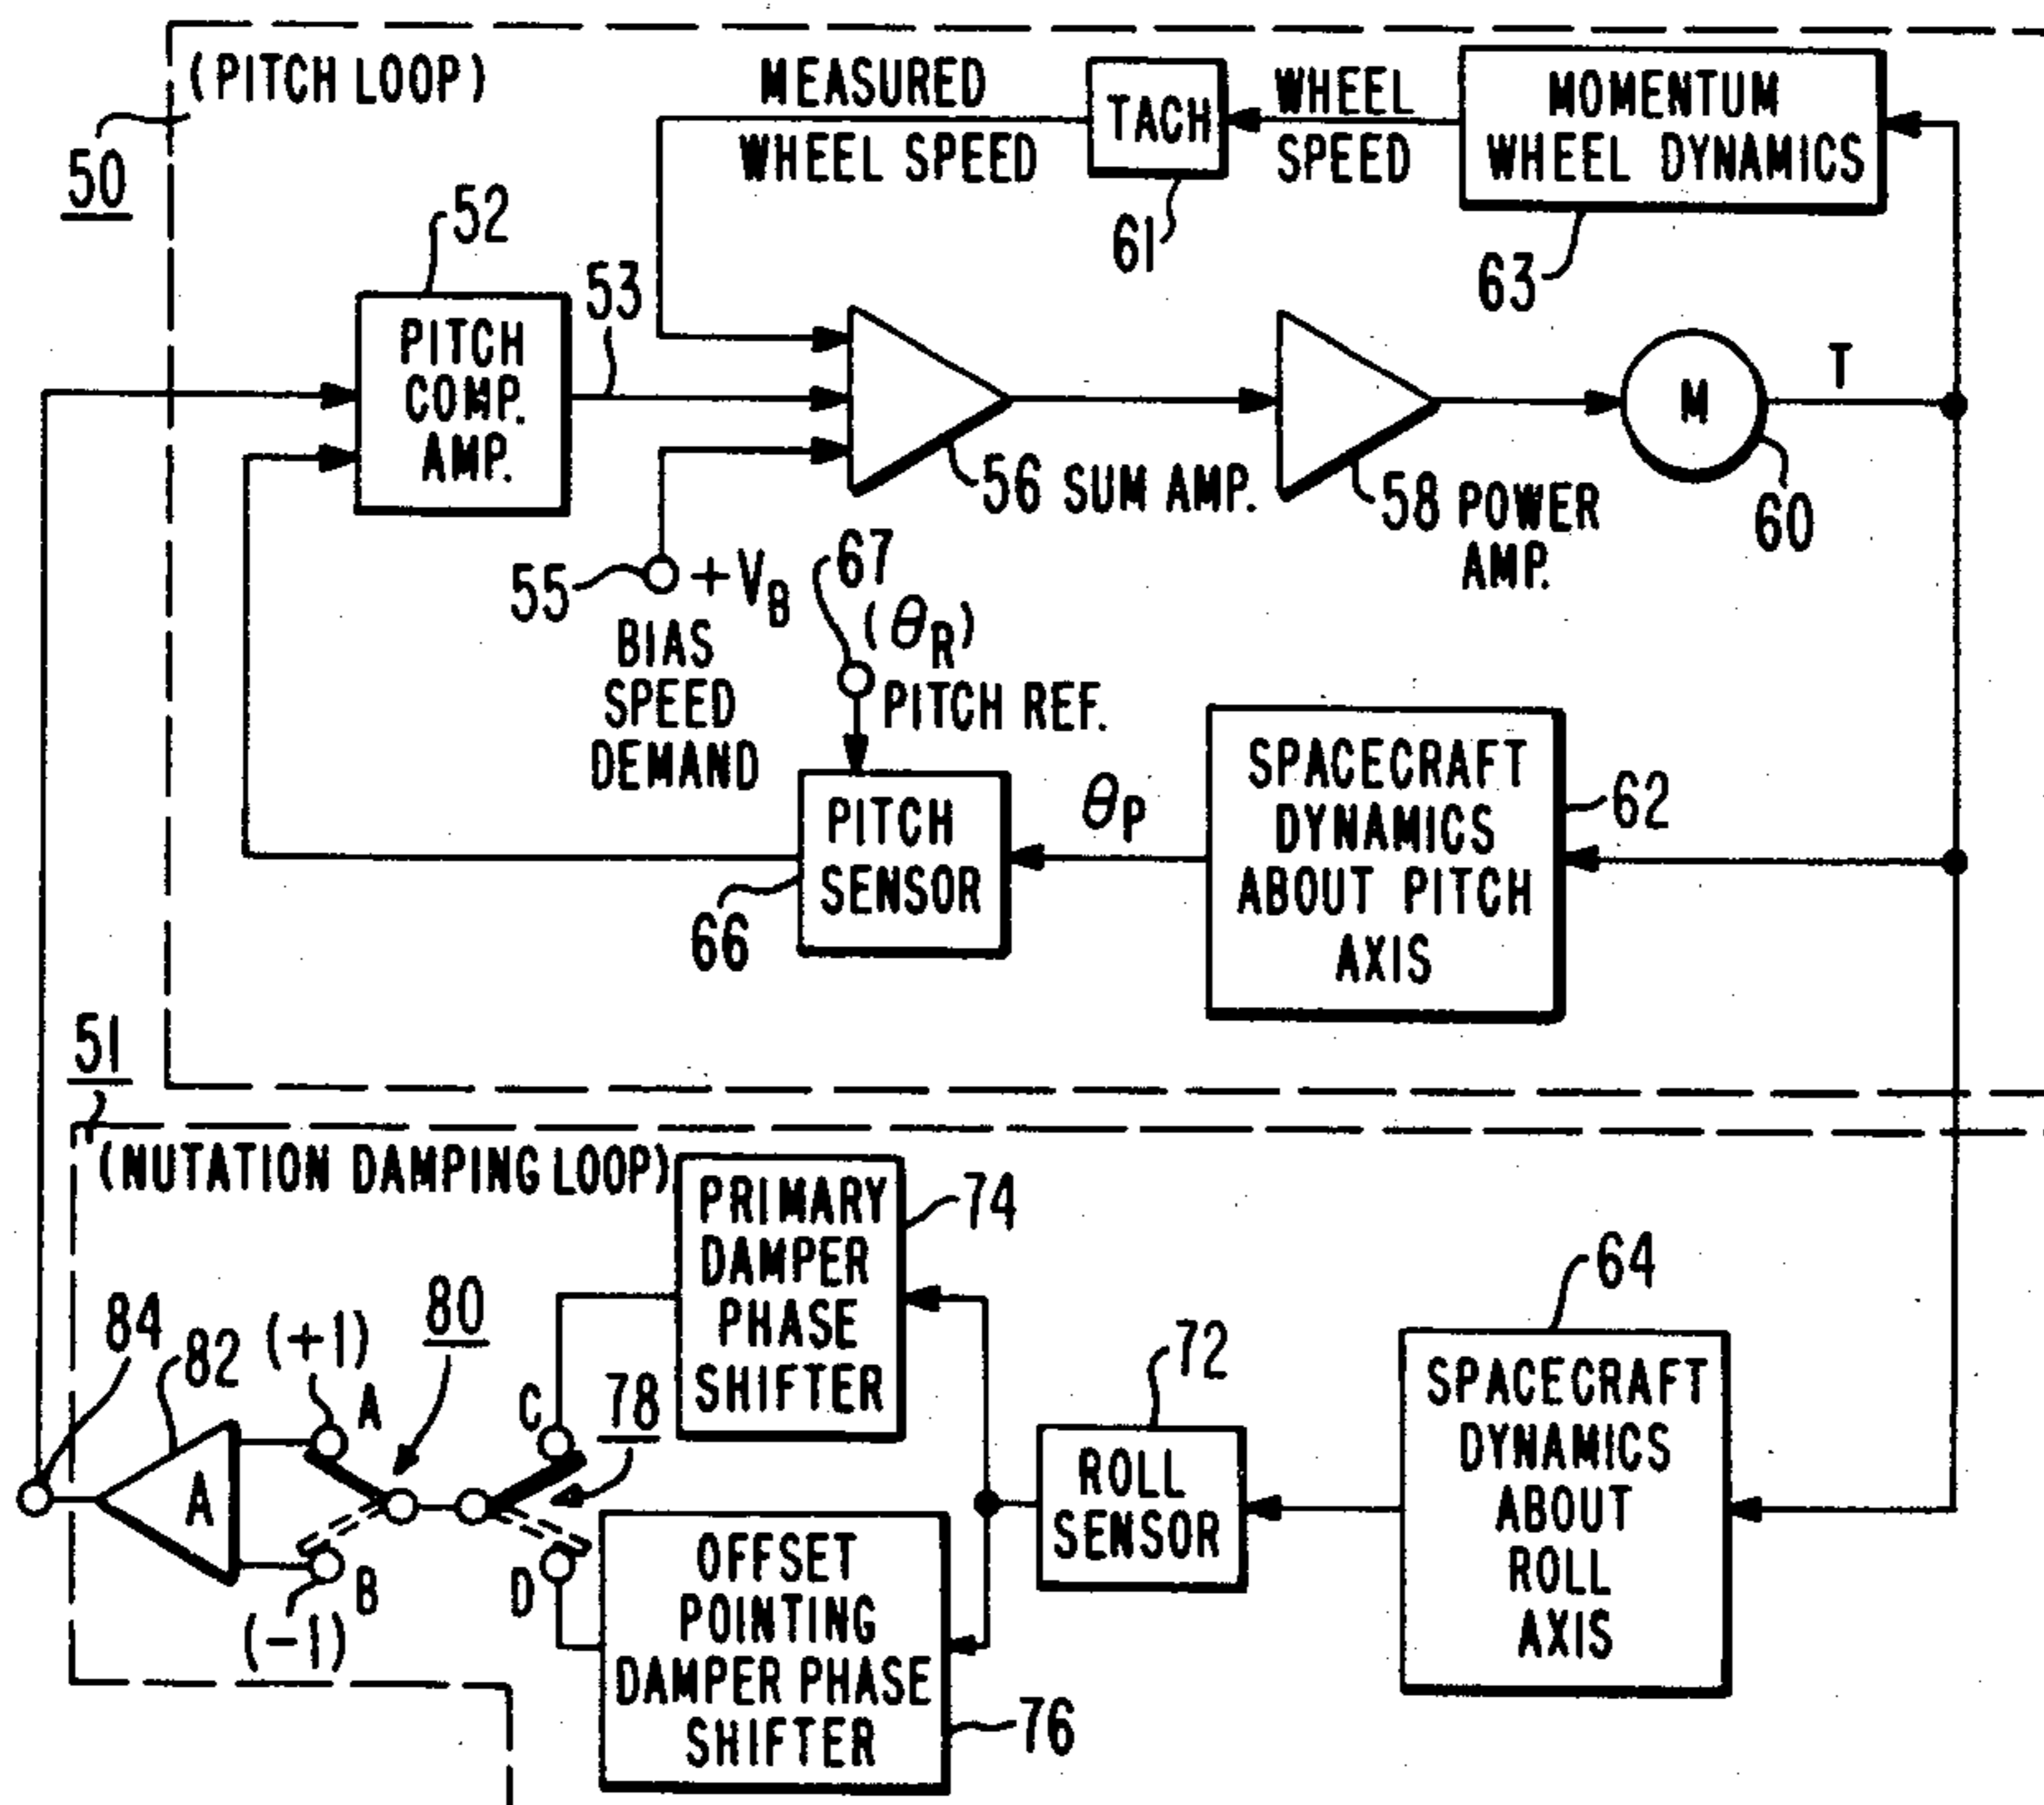 (PITCH LOOP)
50
MEASURED
WHEEL SPEED
TACH
61
WHEEL
SPEED
MOMENTUM
WHEEL DYNAMICS
63
52
PITCH
COMP.
AMP.
53
56 SUM AMP.
58 POWER
AMP.
M
60
T
55
+VB
BIAS
SPEED
DEMAND
67
(θR)
PITCH REF.
PITCH
SENSOR
66
θP
SPACECRAFT
DYNAMICS
ABOUT PITCH
AXIS
62
51
(NUTATION DAMPING LOOP)
PRIMARY
DAMPER
PHASE
SHIFTER
74
84
82
(+1)
A
80
C
78
A
B
(-1)
D
OFFSET
POINTING
DAMPER PHASE
SHIFTER
76
72
ROLL
SENSOR
64
SPACECRAFT
DYNAMICS
ABOUT
ROLL
AXIS